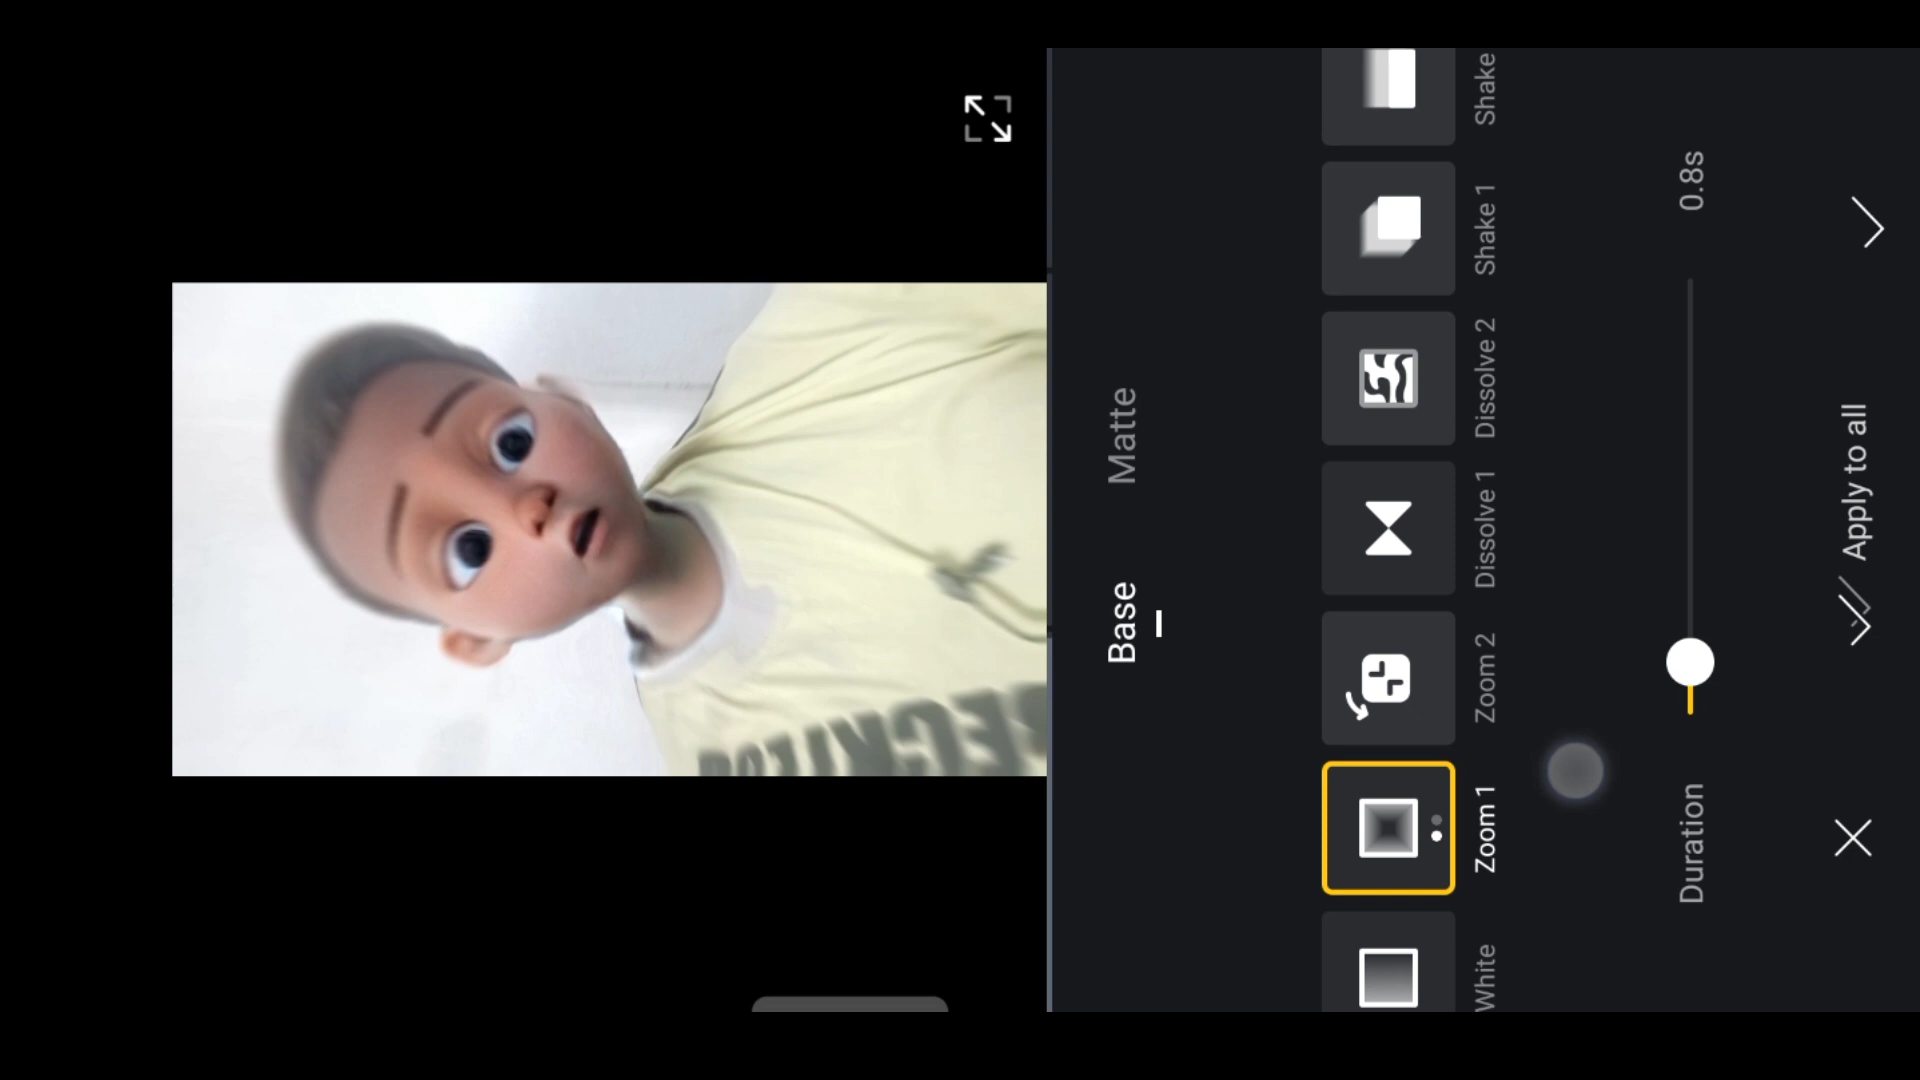 Base Matte
White Zoom 1 Zoom 2 Dissolve 1 Dissolve 2 Shake 1 Shake
Duration 0.8s
Apply to all